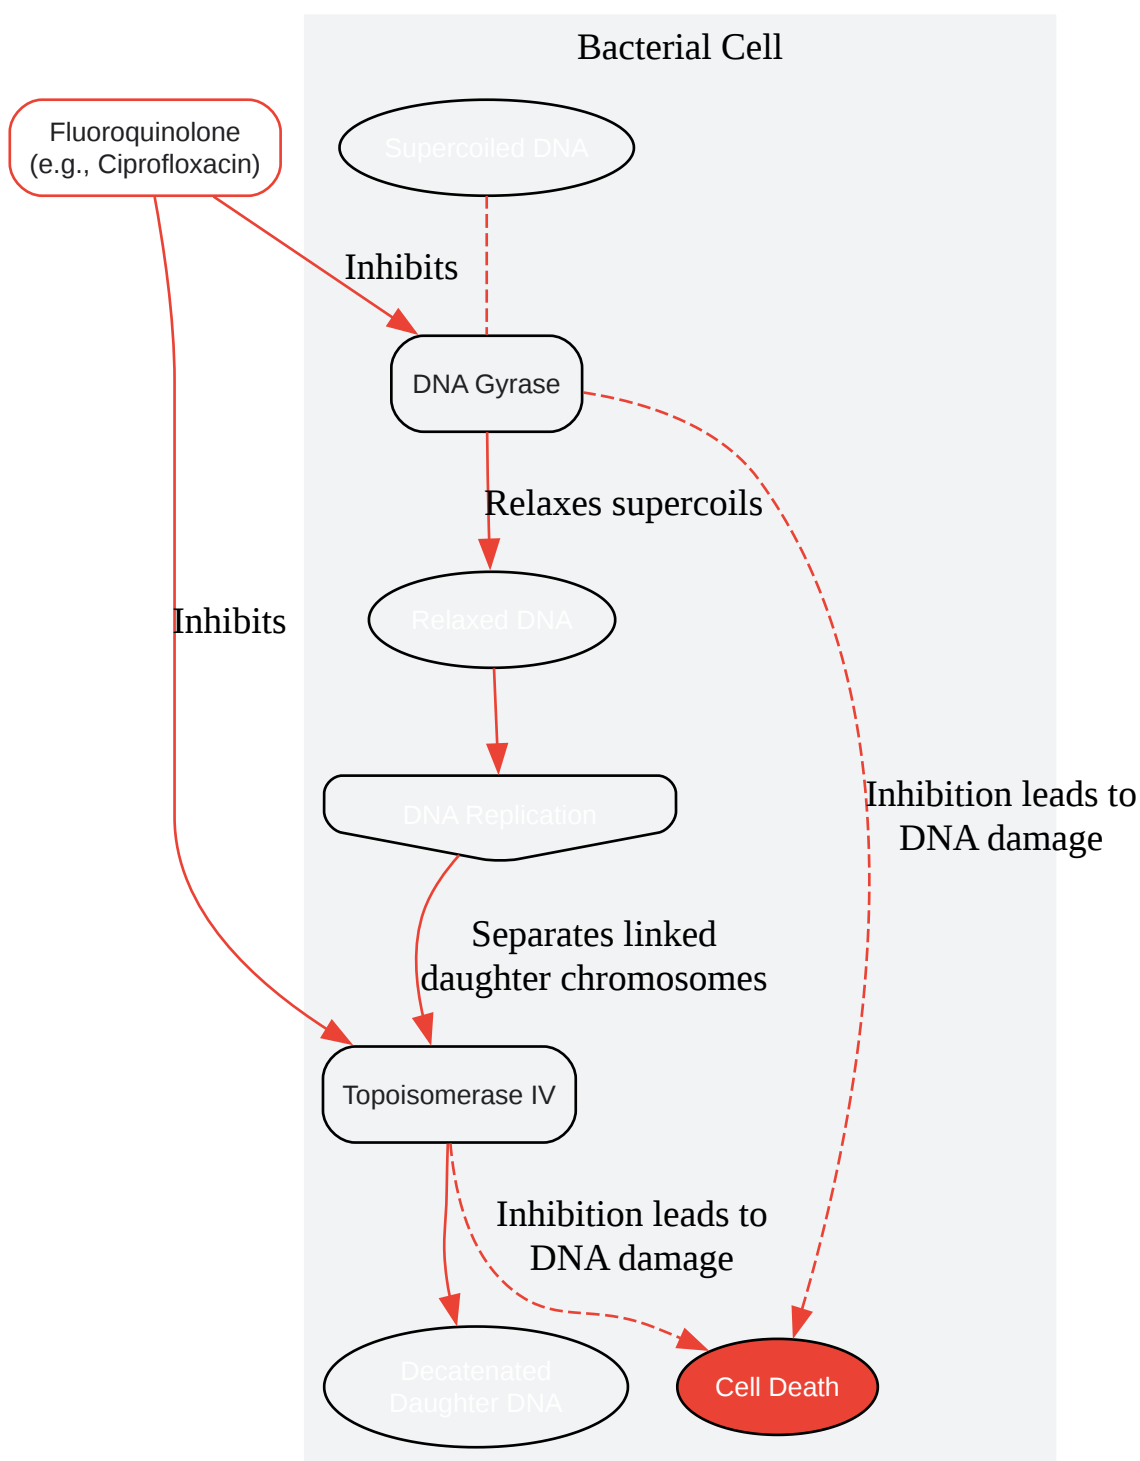 Bacterial Cell
Fluoroquinolone
(e.g., Ciprofloxacin)
Supercoiled DNA
Inhibits
DNA Gyrase
Relaxes supercoils
Relaxed DNA
Inhibits
Inhibition leads to
DNA damage
DNA Replication
Separates linked
daughter chromosomes
Topoisomerase IV
Inhibition leads to
DNA damage
Decatenated
Daughter DNA
Cell Death